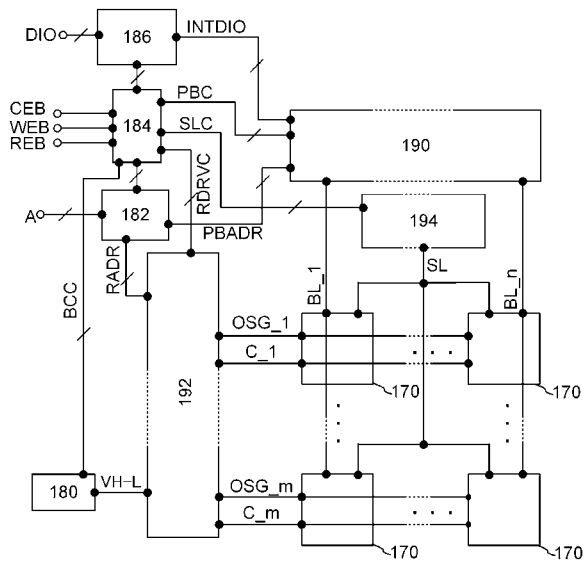 DIO
186
INTDIO
CEB
WEB
REB
184
PBC
SLC
190
RDRVC
A
182
PBADR
194
RADR
BCC
SL
BL_1
BL_n
OSG_1
C_1
. . .
170
170
192
180
VH-L
OSG_m
C_m
. . .
170
170